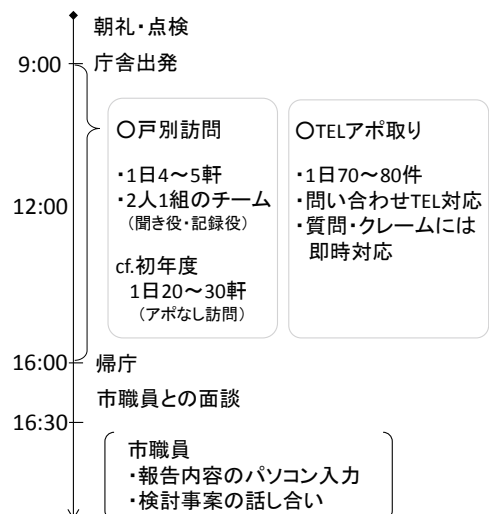 朝礼・点検
9:00 庁舎出発
〇戸別訪問
・1日4～5軒
・2人1組のチーム
（聞き役・記録役）
cf.初年度
1日20～30軒
（アポなし訪問）
〇TELアポ取り
・1日70～80件
・問い合わせTEL対応
・質問・クレームには
即時対応
12:00
16:00 帰庁
市職員との面談
16:30
市職員
・報告内容のパソコン入力
・検討事案の話し合い